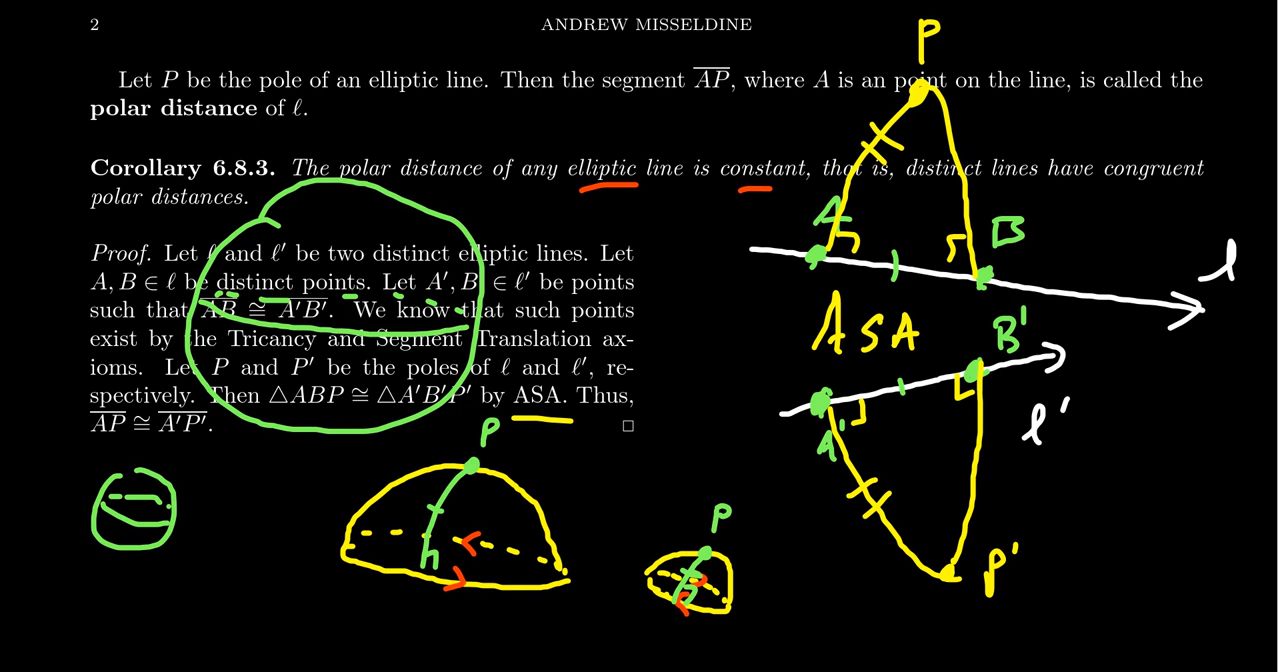 2
ANDREW MISSELDINE
Let P be the pole of an elliptic line. Then the segment \overline{AP}, where A is an point on the line, is called the
polar distance of ℓ.
Corollary 6.8.3. The polar distance of any elliptic line is constant, that is, distinct lines have congruent
polar distances.
Proof. Let ℓ and ℓ′ be two distinct elliptic lines. Let
A, B ∈ ℓ be distinct points. Let A′, B′ ∈ ℓ′ be points
such that \overline{AB} ≅ \overline{A′B′}. We know that such points
exist by the Tricancy and Segment Translation ax-
ioms. Let P and P′ be the poles of ℓ and ℓ′, re-
spectively. Then △ABP ≅ △A′B′P′ by ASA. Thus,
\overline{AP} ≅ \overline{A′P′}. □
P
A
B
l
ASA
B'
l'
A'
P'
P
P